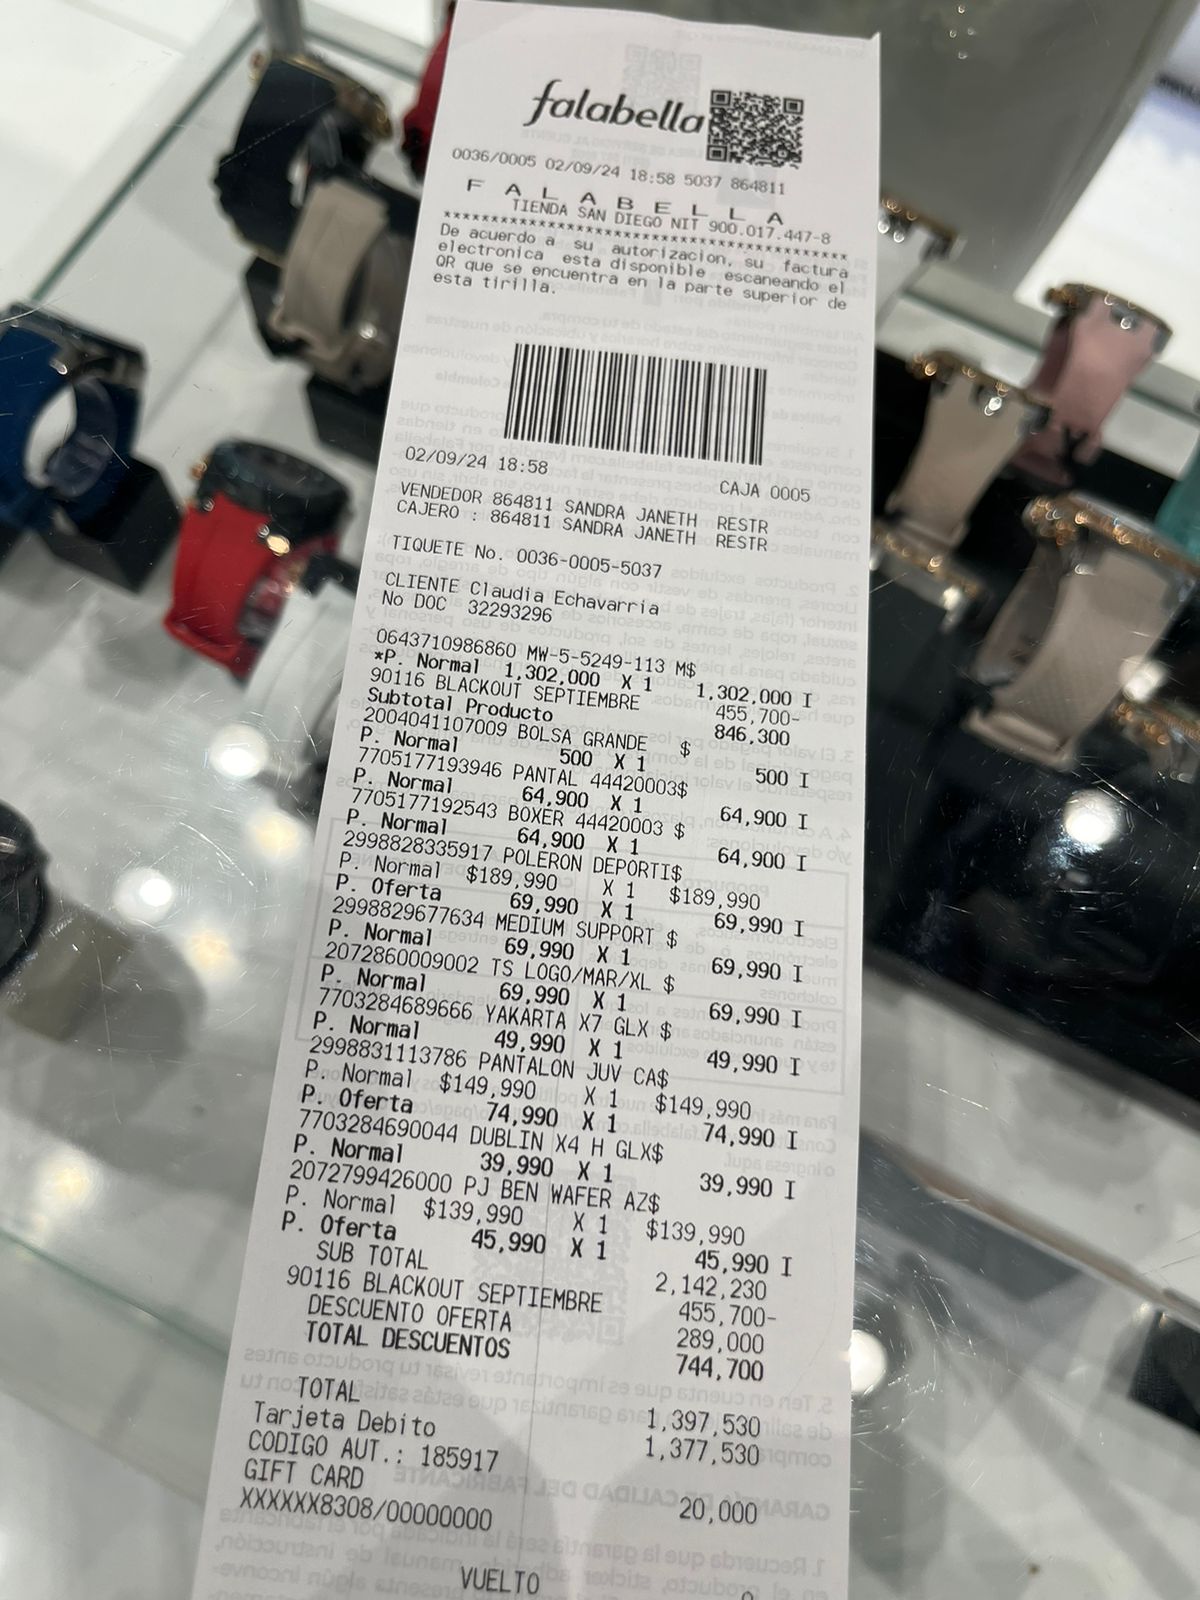 falabella
0036/0005 02/09/24 18:58 5037 864811
F A L A B E L L A
TIENDA SAN DIEGO NIT 900.017.447-8
******************************************
De acuerdo a su autorizacion, su factura
electronica esta disponible escaneando el
QR que se encuentra en la parte superior de
esta tirilla.
02/09/24 18:58 CAJA 0005
VENDEDOR 864811 SANDRA JANETH RESTR
CAJERO : 864811 SANDRA JANETH RESTR
TIQUETE No. 0036-0005-5037
CLIENTE Claudia Echavarria
No DOC 32293296
0643710986860 MW-5-5249-113 M$
*P. Normal 1,302,000 X 1 1,302,000 I
90116 BLACKOUT SEPTIEMBRE 455,700-
Subtotal Producto 846,300
2004041107009 BOLSA GRANDE $
P. Normal 500 X 1 500 I
7705177193946 PANTAL 44420003$
P. Normal 64,900 X 1 64,900 I
7705177192543 BOXER 44420003 $
P. Normal 64,900 X 1 64,900 I
2998828335917 POLERON DEPORTI$
P. Normal $189,990 X 1 $189,990
P. Oferta 69,990 X 1 69,990 I
2998829677634 MEDIUM SUPPORT $
P. Normal 69,990 X 1 69,990 I
2072860009002 TS LOGO/MAR/XL $
P. Normal 69,990 X 1 69,990 I
7703284689666 YAKARTA X7 GLX $
P. Normal 49,990 X 1 49,990 I
2998831113786 PANTALON JUV CA$
P. Normal $149,990 X 1 $149,990
P. Oferta 74,990 X 1 74,990 I
7703284690044 DUBLIN X4 H GLX$
P. Normal 39,990 X 1 39,990 I
2072799426000 PJ BEN WAFER AZ$
P. Normal $139,990 X 1 $139,990
P. Oferta 45,990 X 1 45,990 I
SUB TOTAL 2,142,230
90116 BLACKOUT SEPTIEMBRE 455,700-
DESCUENTO OFERTA 289,000
TOTAL DESCUENTOS 744,700
TOTAL 1,397,530
Tarjeta Debito 1,377,530
CODIGO AUT.: 185917
GIFT CARD 20,000
XXXXXX8308/00000000
VUELTO